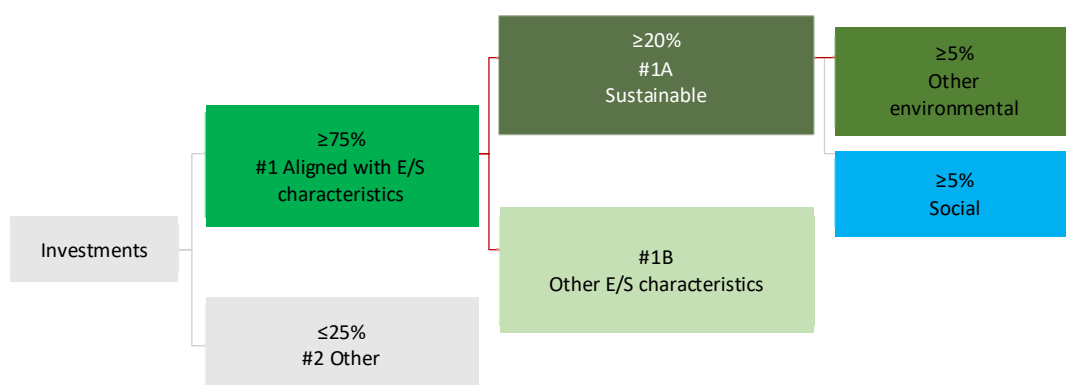 Investments
≥75%
#1 Aligned with E/S
characteristics
≤25%
#2 Other
≥20%
#1A
Sustainable
#1B
Other E/S characteristics
≥5%
Other
environmental
≥5%
Social